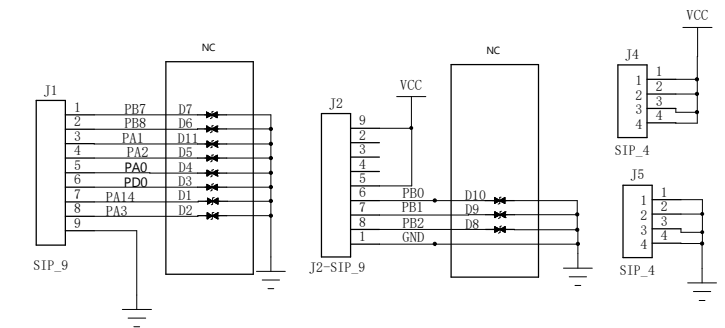 NC
J1
1 PB7 D7
2 PB8 D6
3 PA1 D11
4 PA2 D5
5 PA0 D4
6 PD0 D3
7 PA14 D1
8 PA3 D2
9
SIP_9
NC
VCC
J2
9
2
3
4
5
6 PB0 D10
7 PB1 D9
8 PB2 D8
1 GND
J2-SIP_9
VCC
J4
1 1
2 2
3 3
4 4
SIP_4
J5
1 1
2 2
3 3
4 4
SIP_4